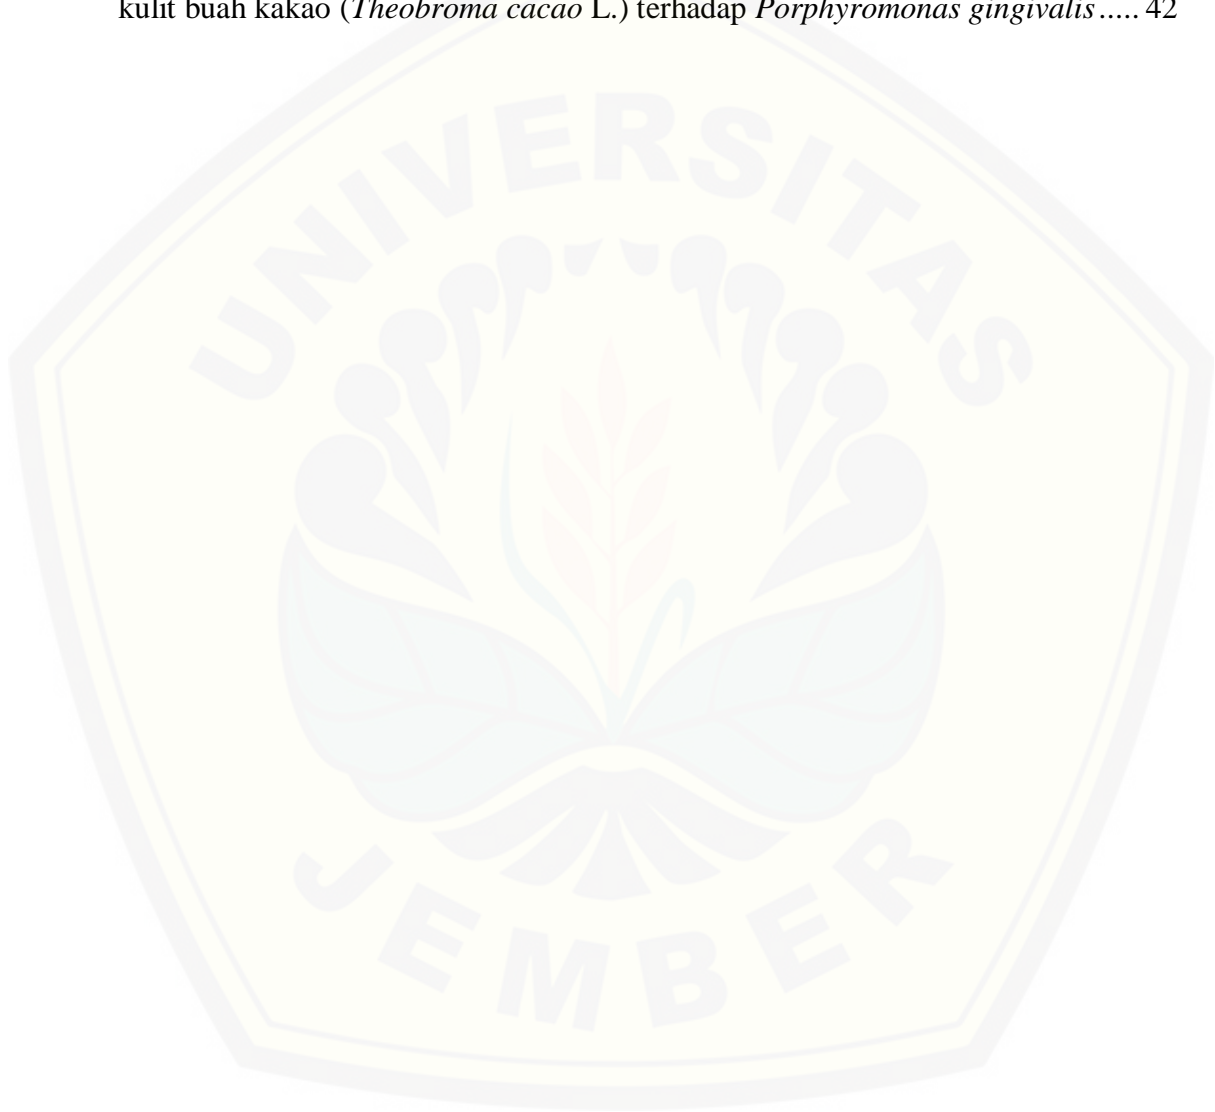 kulit buah kakao (Theobroma cacao L.) terhadap Porphyromonas gingivalis ..... 42
UNIVERSITAS
JEMBER